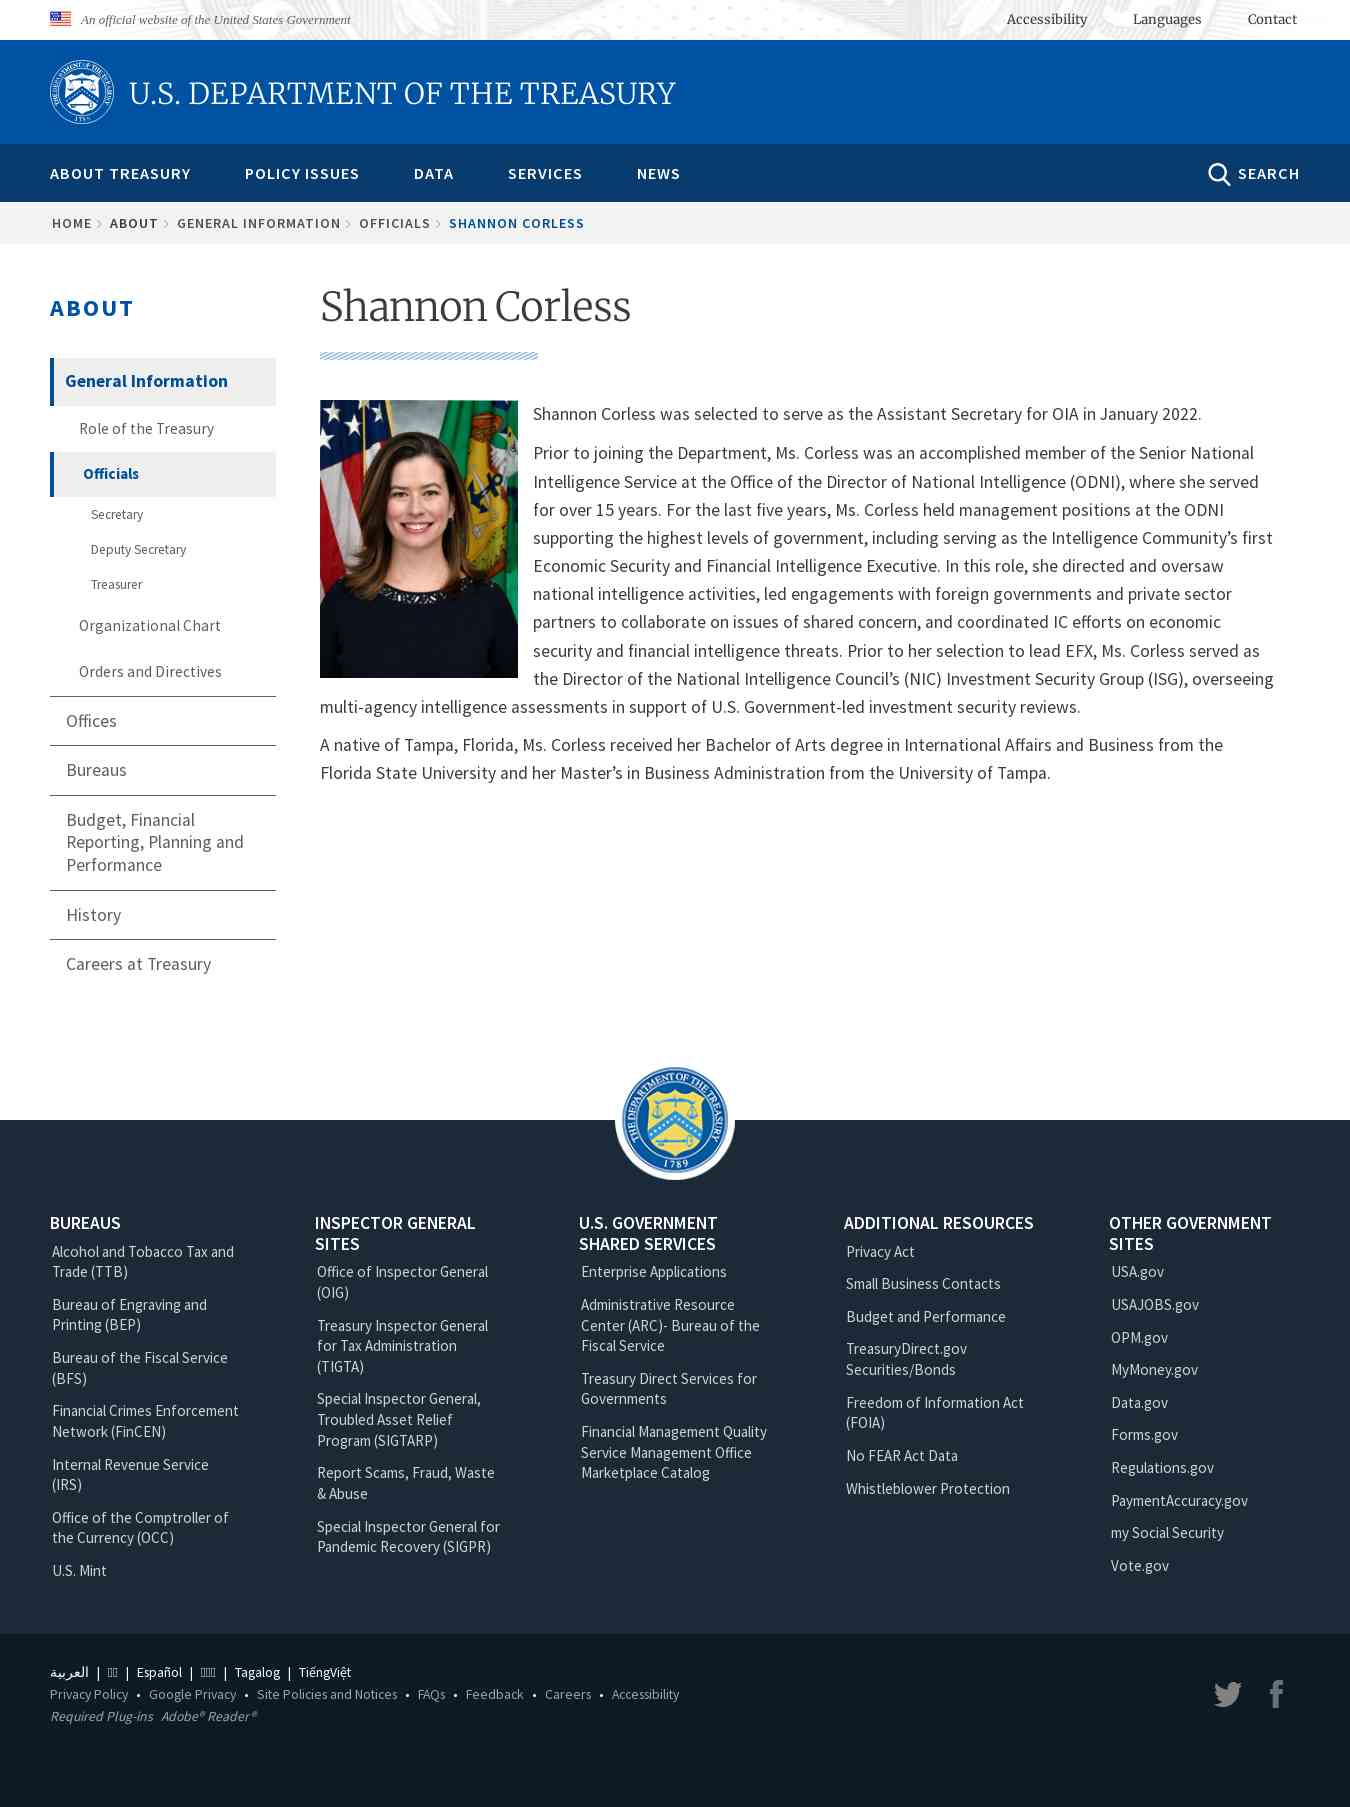 An official website of the United States Government
Accessibility Languages Contact
U.S. DEPARTMENT OF THE TREASURY
ABOUT TREASURY POLICY ISSUES DATA SERVICES NEWS SEARCH
HOME ABOUT GENERAL INFORMATION OFFICIALS SHANNON CORLESS
ABOUT
General Information
Role of the Treasury
Officials
Secretary
Deputy Secretary
Treasurer
Organizational Chart
Orders and Directives
Offices
Bureaus
Budget, Financial
Reporting, Planning and
Performance
History
Careers at Treasury
Shannon Corless
Shannon Corless was selected to serve as the Assistant Secretary for OIA in January 2022.
Prior to joining the Department, Ms. Corless was an accomplished member of the Senior National
Intelligence Service at the Office of the Director of National Intelligence (ODNI), where she served
for over 15 years. For the last five years, Ms. Corless held management positions at the ODNI
supporting the highest levels of government, including serving as the Intelligence Community’s first
Economic Security and Financial Intelligence Executive. In this role, she directed and oversaw
national intelligence activities, led engagements with foreign governments and private sector
partners to collaborate on issues of shared concern, and coordinated IC efforts on economic
security and financial intelligence threats. Prior to her selection to lead EFX, Ms. Corless served as
the Director of the National Intelligence Council’s (NIC) Investment Security Group (ISG), overseeing
multi-agency intelligence assessments in support of U.S. Government-led investment security reviews.
A native of Tampa, Florida, Ms. Corless received her Bachelor of Arts degree in International Affairs and Business from the
Florida State University and her Master’s in Business Administration from the University of Tampa.
THE DEPARTMENT OF THE TREASURY
1789
BUREAUS
Alcohol and Tobacco Tax and
Trade (TTB)
Bureau of Engraving and
Printing (BEP)
Bureau of the Fiscal Service
(BFS)
Financial Crimes Enforcement
Network (FinCEN)
Internal Revenue Service
(IRS)
Office of the Comptroller of
the Currency (OCC)
U.S. Mint
INSPECTOR GENERAL
SITES
Office of Inspector General
(OIG)
Treasury Inspector General
for Tax Administration
(TIGTA)
Special Inspector General,
Troubled Asset Relief
Program (SIGTARP)
Report Scams, Fraud, Waste
& Abuse
Special Inspector General for
Pandemic Recovery (SIGPR)
U.S. GOVERNMENT
SHARED SERVICES
Enterprise Applications
Administrative Resource
Center (ARC)- Bureau of the
Fiscal Service
Treasury Direct Services for
Governments
Financial Management Quality
Service Management Office
Marketplace Catalog
ADDITIONAL RESOURCES
Privacy Act
Small Business Contacts
Budget and Performance
TreasuryDirect.gov
Securities/Bonds
Freedom of Information Act
(FOIA)
No FEAR Act Data
Whistleblower Protection
OTHER GOVERNMENT
SITES
USA.gov
USAJOBS.gov
OPM.gov
MyMoney.gov
Data.gov
Forms.gov
Regulations.gov
PaymentAccuracy.gov
my Social Security
Vote.gov
العربية | | Español | | Tagalog | TiếngViệt
Privacy Policy • Google Privacy • Site Policies and Notices • FAQs • Feedback • Careers • Accessibility
Required Plug-ins Adobe® Reader®